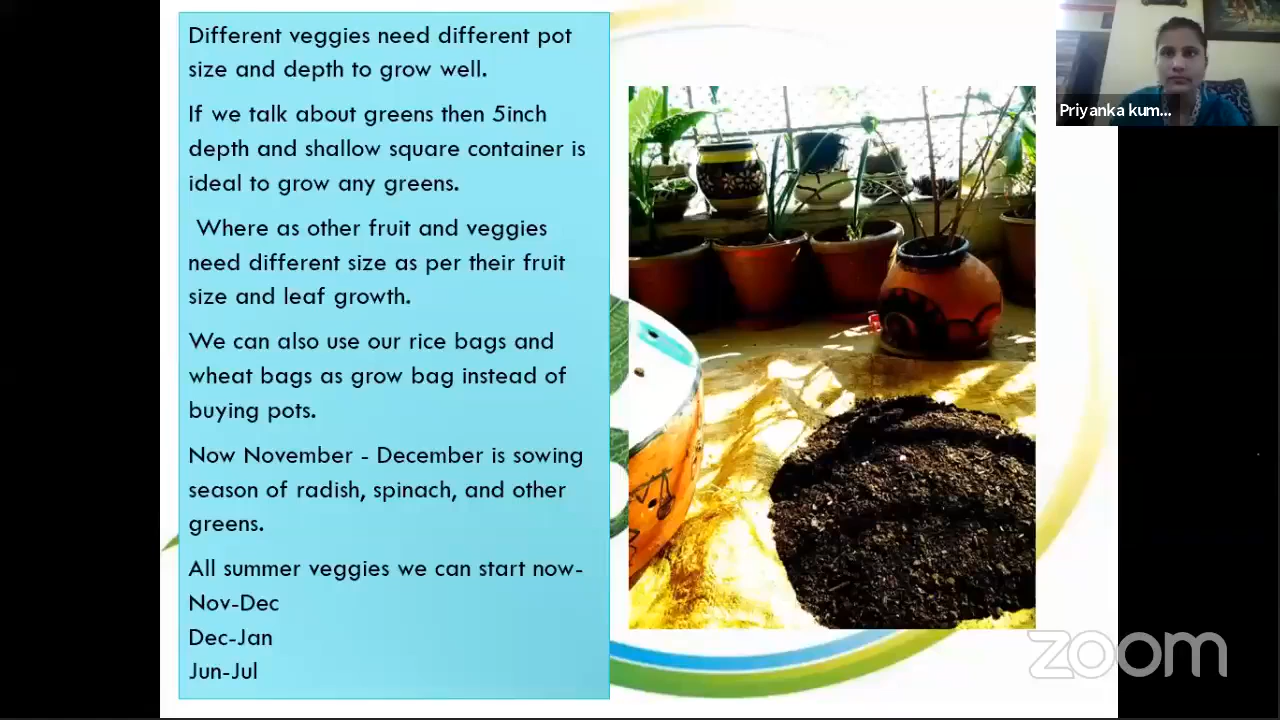 Different veggies need different pot
size and depth to grow well.
If we talk about greens then 5inch
depth and shallow square container is
ideal to grow any greens.
Where as other fruit and veggies
need different size as per their fruit
size and leaf growth.
We can also use our rice bags and
wheat bags as grow bag instead of
buying pots.
Now November - December is sowing
season of radish, spinach, and other
greens.
All summer veggies we can start now-
Nov-Dec
Dec-Jan
Jun-Jul
Priyanka kum...
zoom